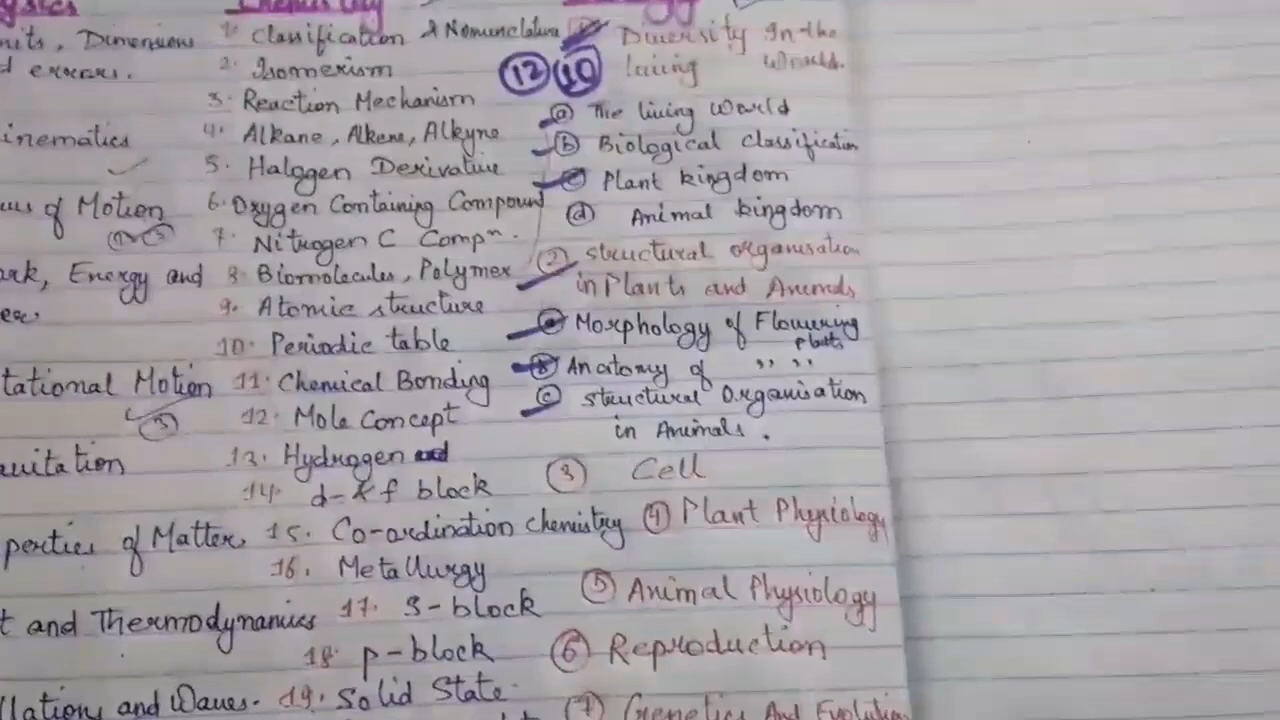 Chemistry
nits, Dimensions
d errors.
inematics
ws of Motion
ork, Energy and
er
tational Motion
avitation
perties of Matter
t and Thermodynamics
llations and Waves.
1. Classification & Nomenclature
2. Isomerism
3. Reaction Mechanism
4. Alkane, Alkene, Alkyne
5. Halogen Derivative
6. Oxygen Containing Compound
7. Nitrogen C Compn.
8. Biomolecules, Polymer
9. Atomic structure
10. Periodic table
11. Chemical Bonding
12. Mole Concept
13. Hydrogen
14. d-&f block
15. Co-ordination Chemistry
16. Metallurgy
17. S-block
18. p-block
19. Solid State
Diversity In the
12 10 living World.
a The living World
b Biological Classification
c Plant kingdom
d Animal kingdom
2 structural organisation
in Plants and Animals
a Morphology of Flowering
Plants
B Anatomy of ,, ,,
c structural Organisation
in Animals.
3 Cell
4 Plant Physiology
5 Animal Physiology
6 Reproduction
7 Genetics And Evolution